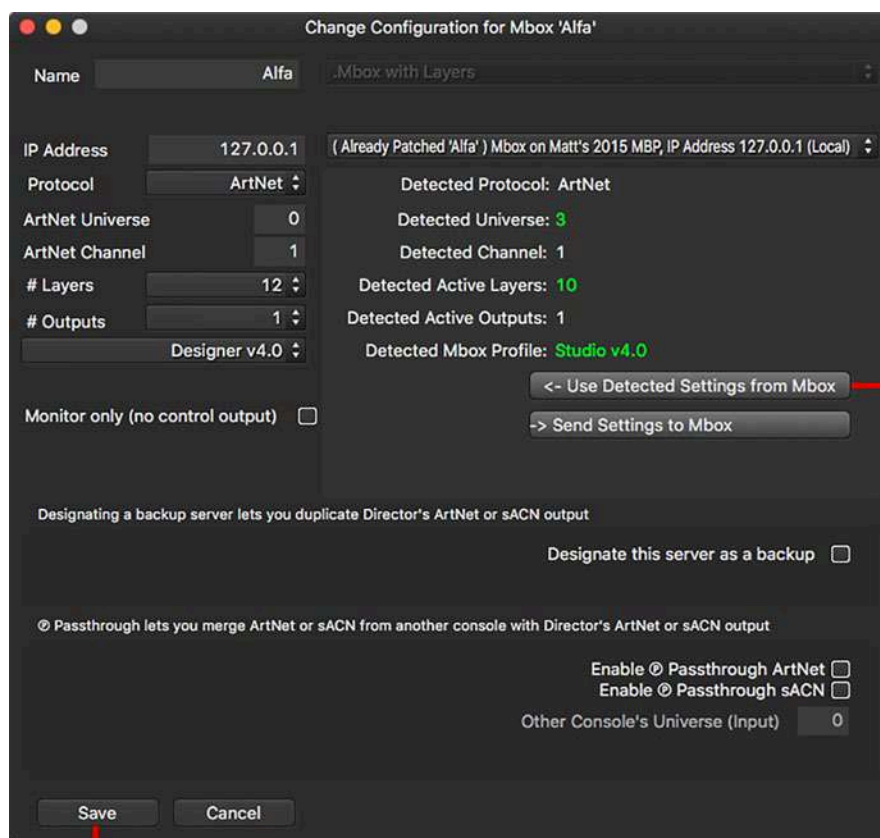 Change Configuration for Mbox 'Alfa'
Name Alfa .Mbox with Layers
IP Address 127.0.0.1 ( Already Patched 'Alfa' ) Mbox on Matt's 2015 MBP, IP Address 127.0.0.1 (Local)
Protocol ArtNet Detected Protocol: ArtNet
ArtNet Universe 0 Detected Universe: 3
ArtNet Channel 1 Detected Channel: 1
# Layers 12 Detected Active Layers: 10
# Outputs 1 Detected Active Outputs: 1
Designer v4.0 Detected Mbox Profile: Studio v4.0
<- Use Detected Settings from Mbox
Monitor only (no control output)
-> Send Settings to Mbox
Designating a backup server lets you duplicate Director's ArtNet or sACN output
Designate this server as a backup
℗ Passthrough lets you merge ArtNet or sACN from another console with Director's ArtNet or sACN output
Enable ℗ Passthrough ArtNet
Enable ℗ Passthrough sACN
Other Console's Universe (Input) 0
Save Cancel